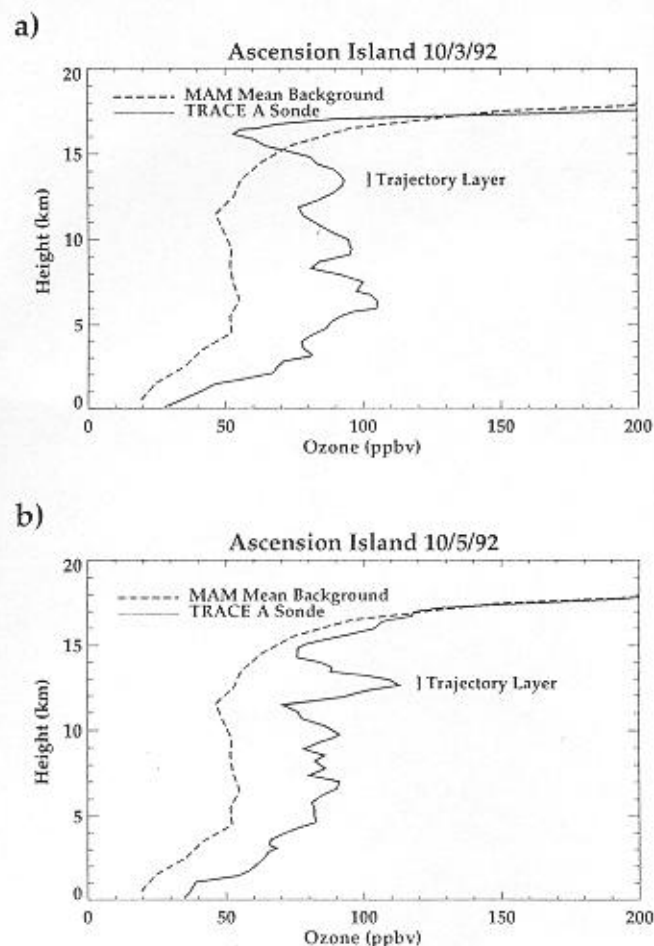 a)
Ascension Island 10/3/92
20
MAM Mean Background
TRACE A Sonde
15
] Trajectory Layer
Height (km)
10
5
0
0 50 100 150 200
Ozone (ppbv)
b)
Ascension Island 10/5/92
20
MAM Mean Background
TRACE A Sonde
15
] Trajectory Layer
Height (km)
10
5
0
0 50 100 150 200
Ozone (ppbv)